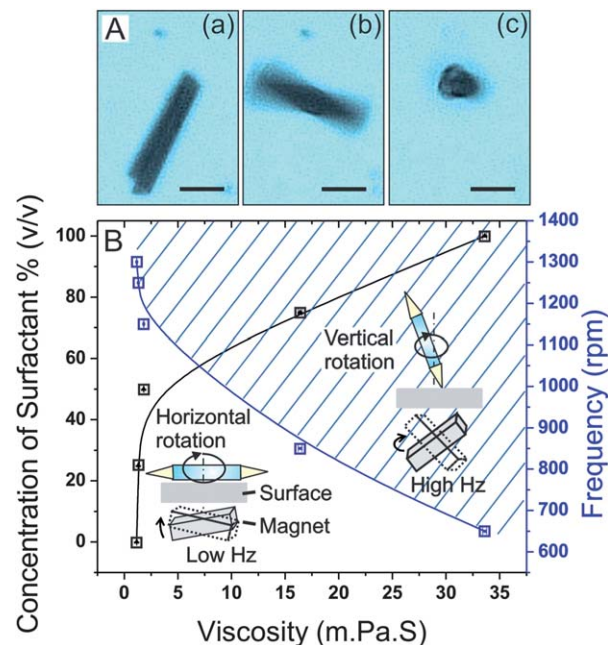 A
(a)
(b)
(c)
B
Concentration of Surfactant % (v/v)
100
80
60
40
20
0
1400
1300
1200
1100
1000
900
800
700
650
Frequency (rpm)
Vertical
rotation
High Hz
Horizontal
rotation
Surface
Magnet
Low Hz
0 5 10 15 20 25 30 35
Viscosity (m.Pa.S)